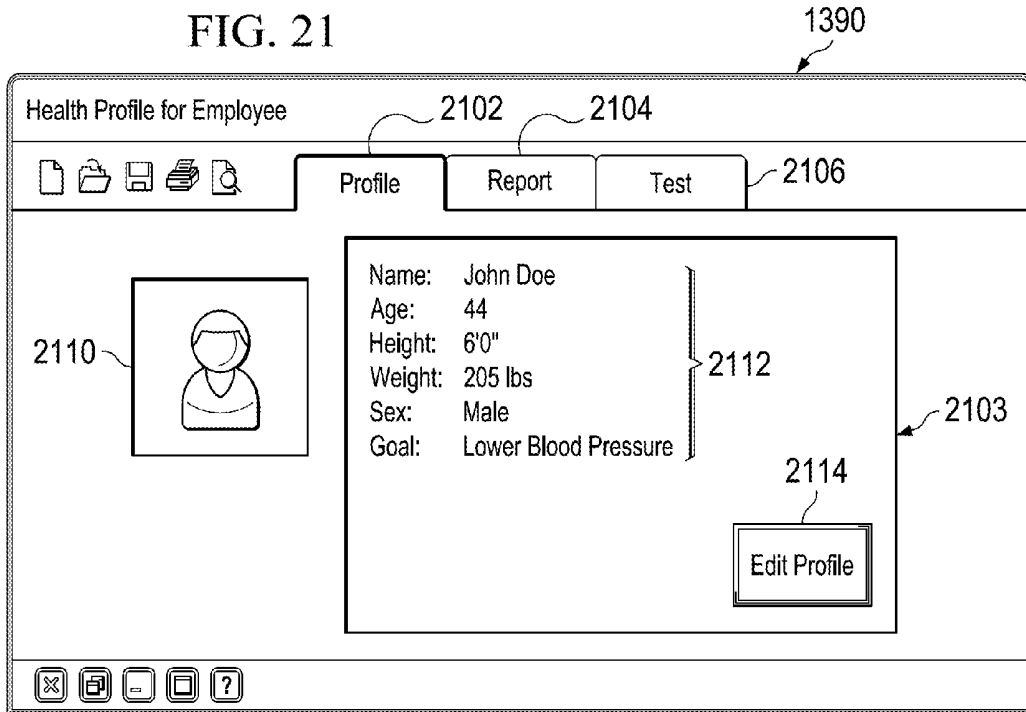 FIG. 21
1390
Health Profile for Employee
2102
2104
Profile
Report
Test
2106
2110
Name: John Doe
Age: 44
Height: 6'0"
Weight: 205 lbs
Sex: Male
Goal: Lower Blood Pressure
2112
2103
2114
Edit Profile
?